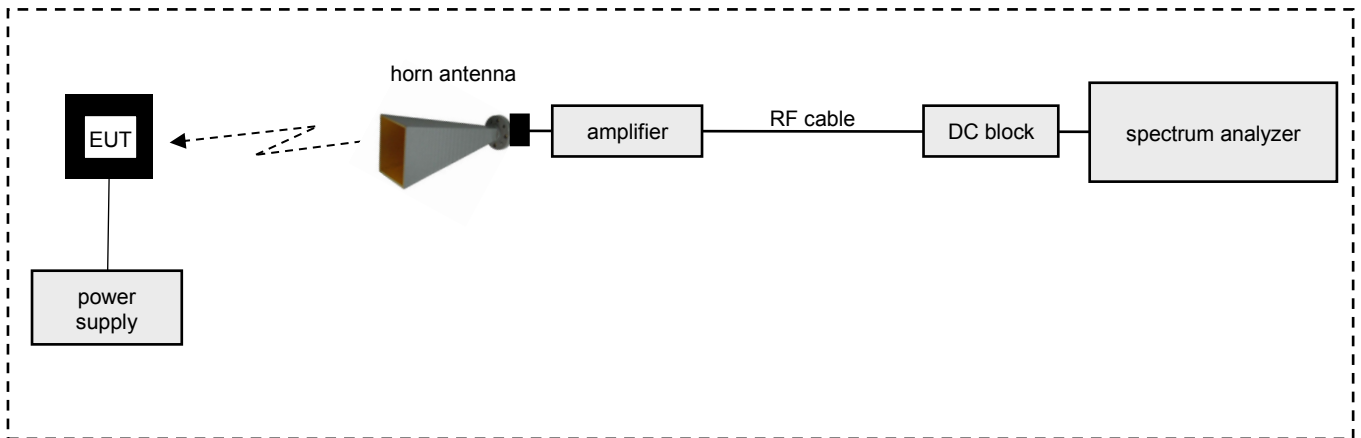 horn antenna
EUT
amplifier
RF cable
DC block
spectrum analyzer
power
supply